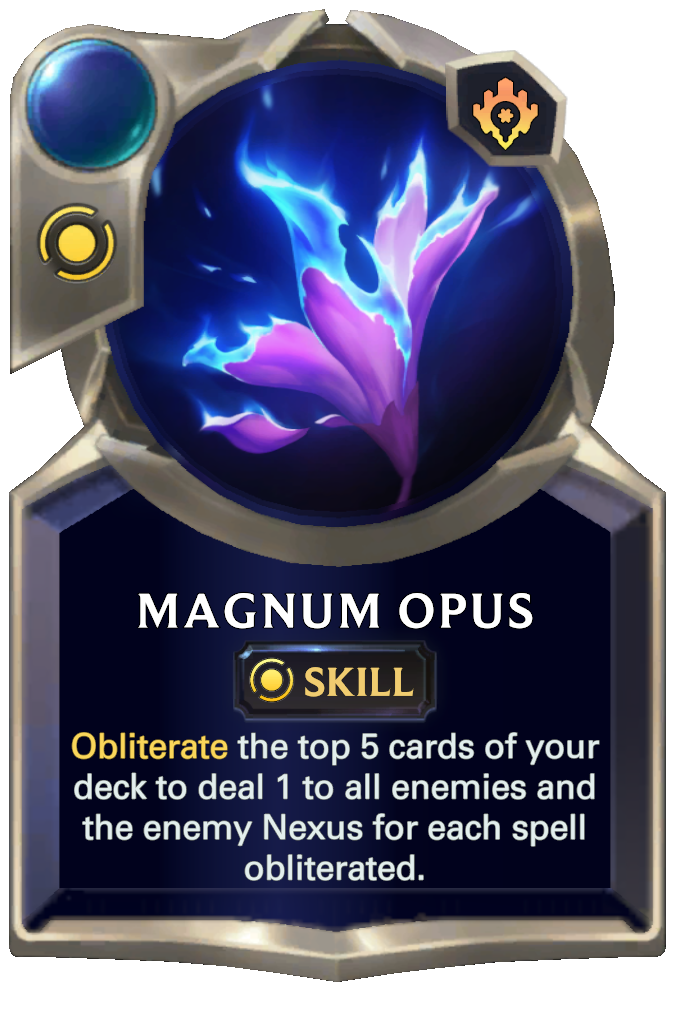 MAGNUM OPUS
SKILL
Obliterate the top 5 cards of your
deck to deal 1 to all enemies and
the enemy Nexus for each spell
obliterated.